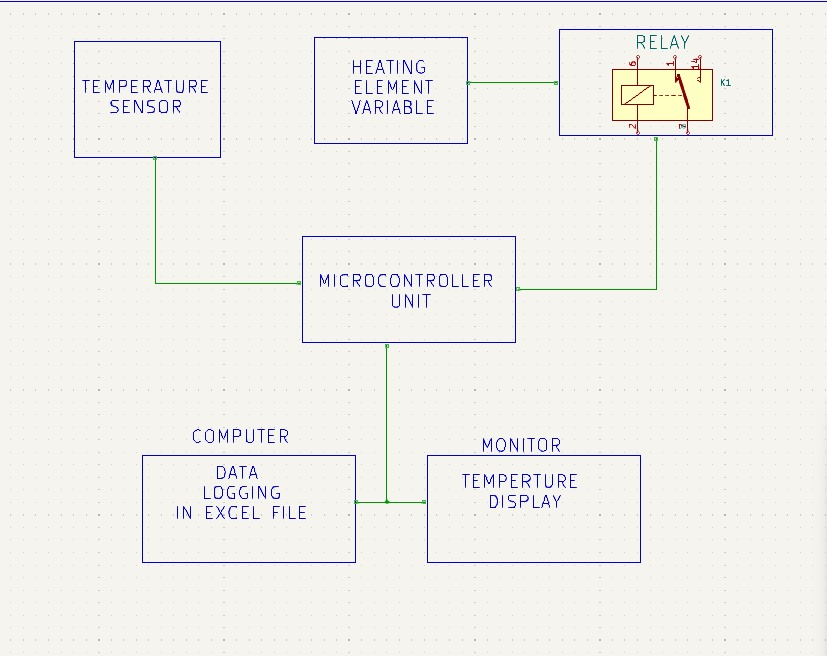 TEMPERATURE
SENSOR
HEATING
ELEMENT
VARIABLE
RELAY
6
1
14
K1
2
MICROCONTROLLER
UNIT
COMPUTER
DATA
LOGGING
IN EXCEL FILE
MONITOR
TEMPERTURE
DISPLAY